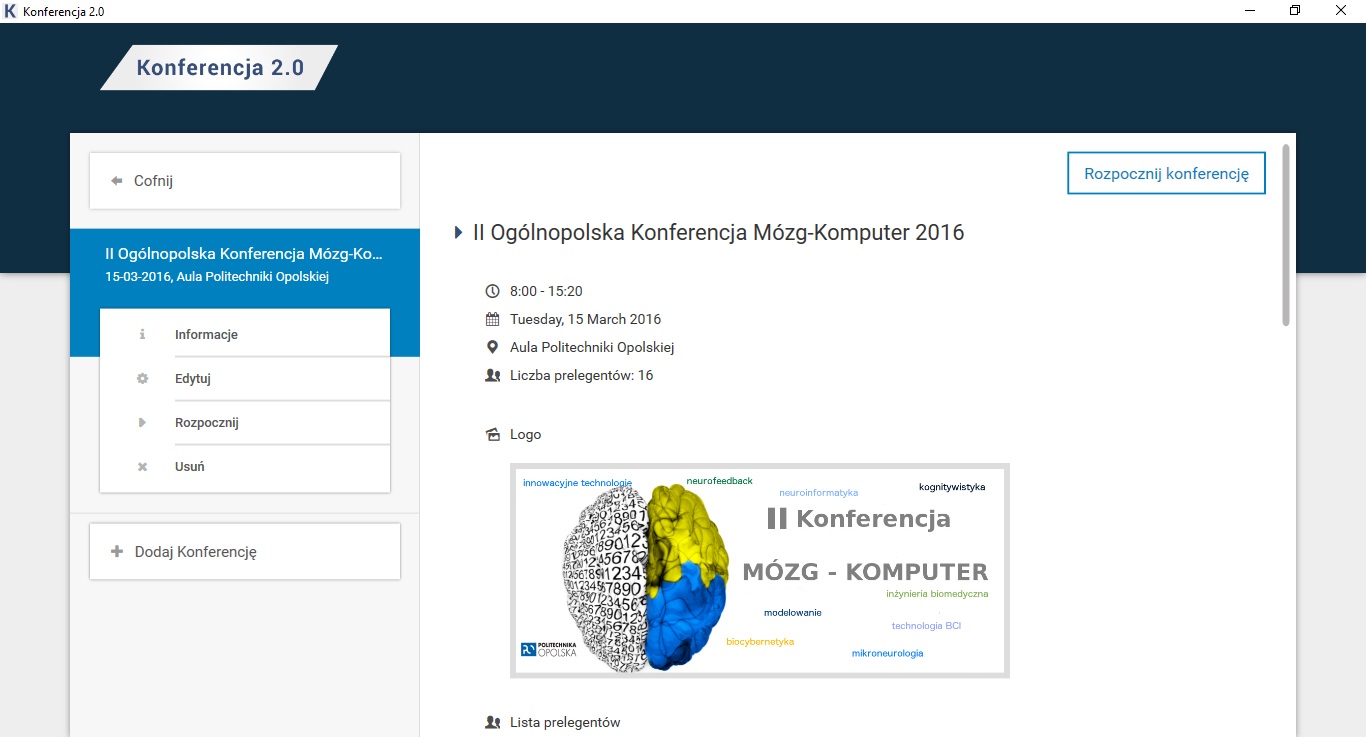 Konferencja 2.0
Konferencja 2.0
Cofnij
II Ogólnopolska Konferencja Mózg-Ko...
15-03-2016, Aula Politechniki Opolskiej
Informacje
Edytuj
Rozpocznij
Usuń
Dodaj Konferencję
Rozpocznij konferencję
II Ogólnopolska Konferencja Mózg-Komputer 2016
8:00 - 15:20
Tuesday, 15 March 2016
Aula Politechniki Opolskiej
Liczba prelegentów: 16
Logo
innowacyjne technologie
neurofeedback
neuroinformatyka
kognitywistyka
II Konferencja
MÓZG - KOMPUTER
inżynieria biomedyczna
modelowanie
technologia BCI
biocybernetyka
mikroneurologia
POLITECHNIKA
OPOLSKA
Lista prelegentów